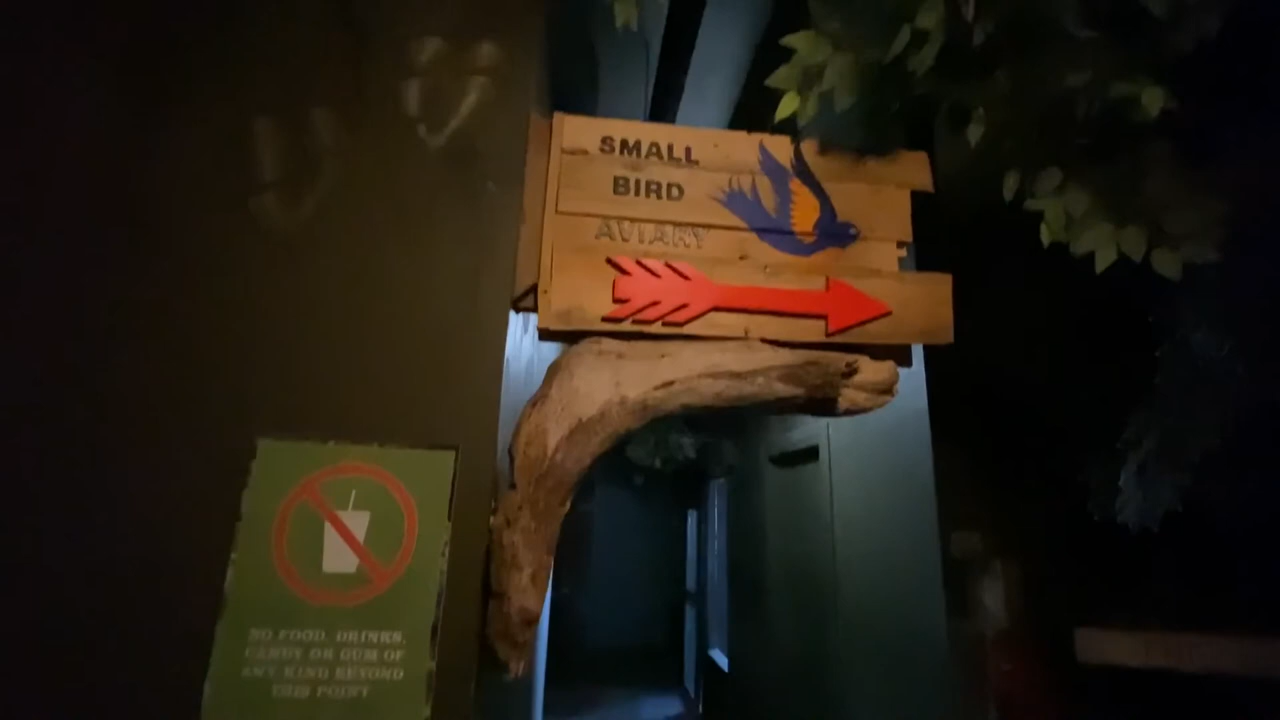 SMALL
BIRD
AVIARY
NO FOOD, DRINKS,
CANDY OR GUM OF
ANY KIND BEYOND
THIS POINT